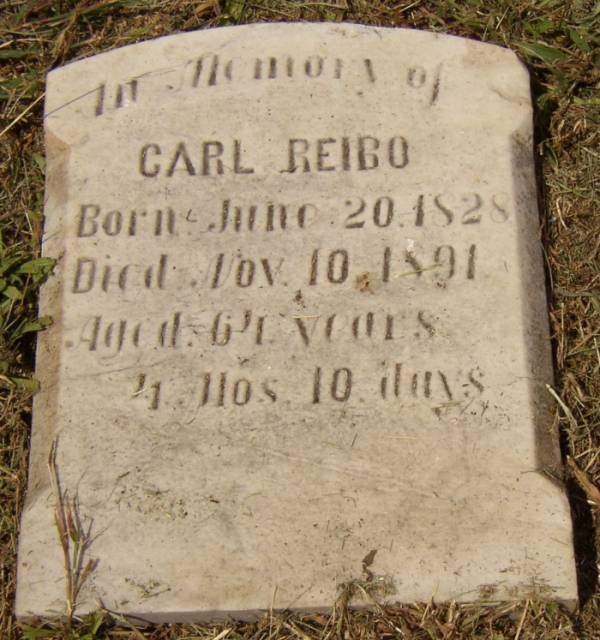 In Memory of
CARL REIBO
Born June 20. 1828
Died Nov. 10. 1891
Aged. 64. years
4. Mos. 10. days